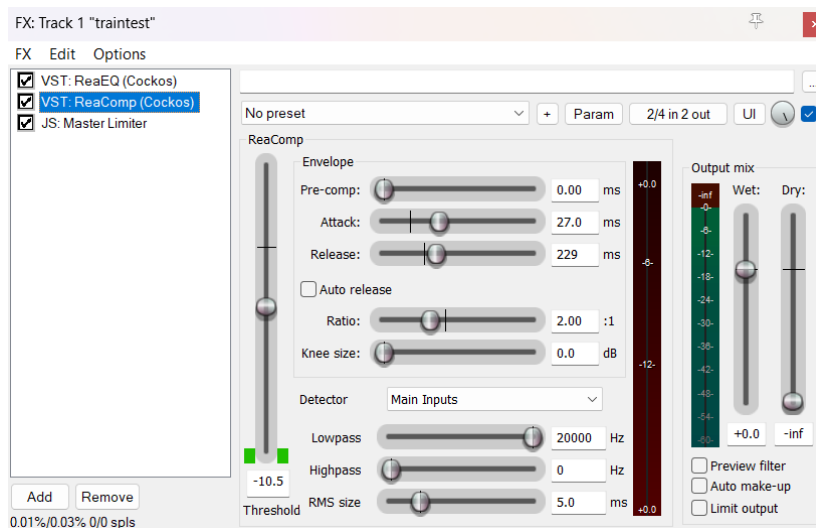 FX: Track 1 "traintest"
FX Edit Options
VST: ReaEQ (Cockos)
VST: ReaComp (Cockos)
JS: Master Limiter
Add Remove
0.01%/0.03% 0/0 spls
...
No preset + Param 2/4 in 2 out UI
ReaComp
Envelope
Pre-comp: 0.00 ms
Attack: 27.0 ms
Release: 229 ms
Auto release
Ratio: 2.00 :1
Knee size: 0.0 dB
Detector Main Inputs
Lowpass 20000 Hz
Highpass 0 Hz
RMS size 5.0 ms
-10.5
Threshold
+0.0
-6-
-12-
+0.0
Output mix
Wet: Dry:
-inf
-0-
-6-
-12-
-18-
-24-
-30-
-36-
-42-
-48-
-54-
-60-
+0.0 -inf
Preview filter
Auto make-up
Limit output